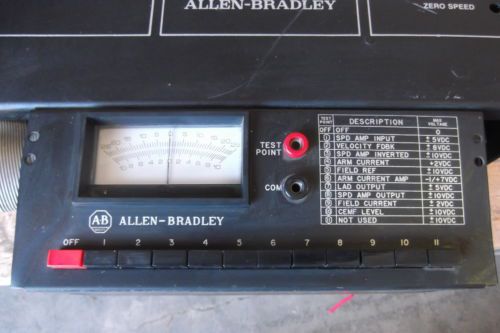 ALLEN-BRADLEY
ZERO SPEED
TEST POINT
COM
AB
ALLEN-BRADLEY
TEST POINT DESCRIPTION MAX VOLTAGE
OFF OFF 0
1 SPD AMP INPUT ± 5VDC
2 VELOCITY FDBK ± 8VDC
3 SPD AMP INVERTED ± 10VDC
4 ARM CURRENT +2VDC
5 FIELD REF ± 10VDC
6 ARM CURRENT AMP -1/+7VDC
7 LAD OUTPUT ± 5VDC
8 SPD AMP OUTPUT ± 10VDC
9 FIELD CURRENT ± 2VDC
10 CEMF LEVEL ± 10VDC
11 NOT USED ± 10VDC
OFF 1 2 3 4 5 6 7 8 9 10 11